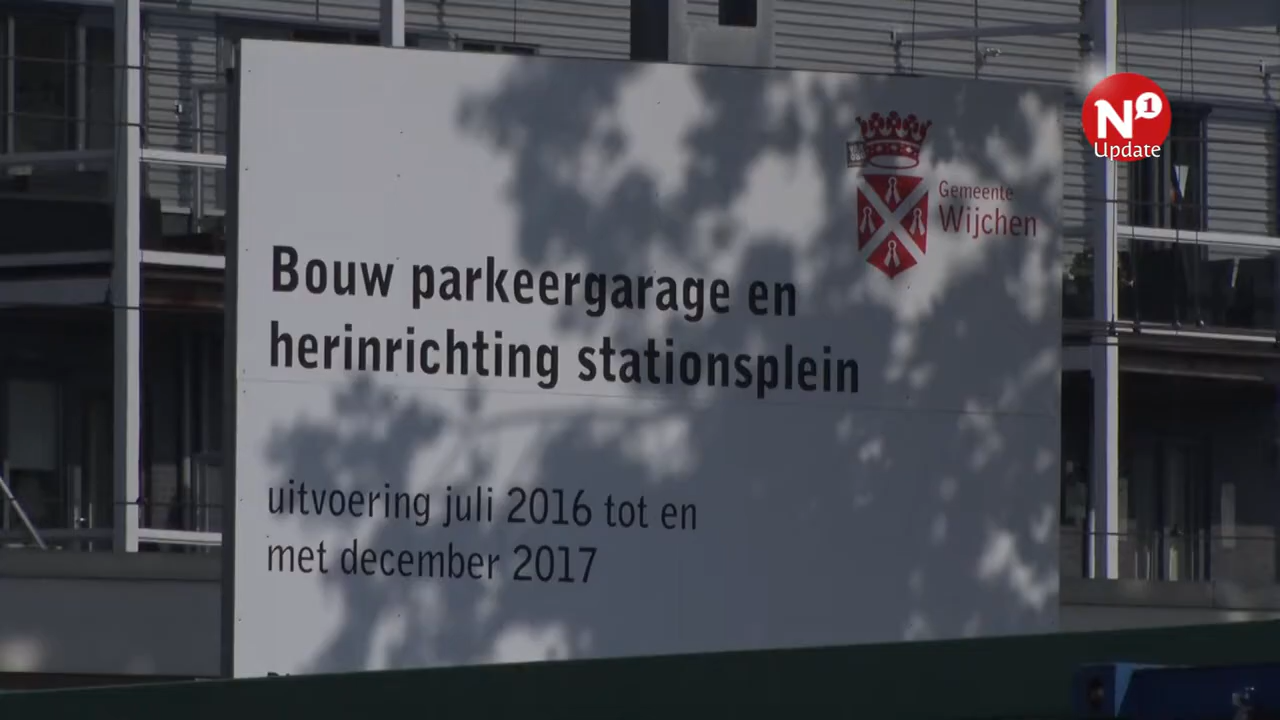 N1
Update
Gemeente
Wijchen
Bouw parkeergarage en
herinrichting stationsplein
uitvoering juli 2016 tot en
met december 2017